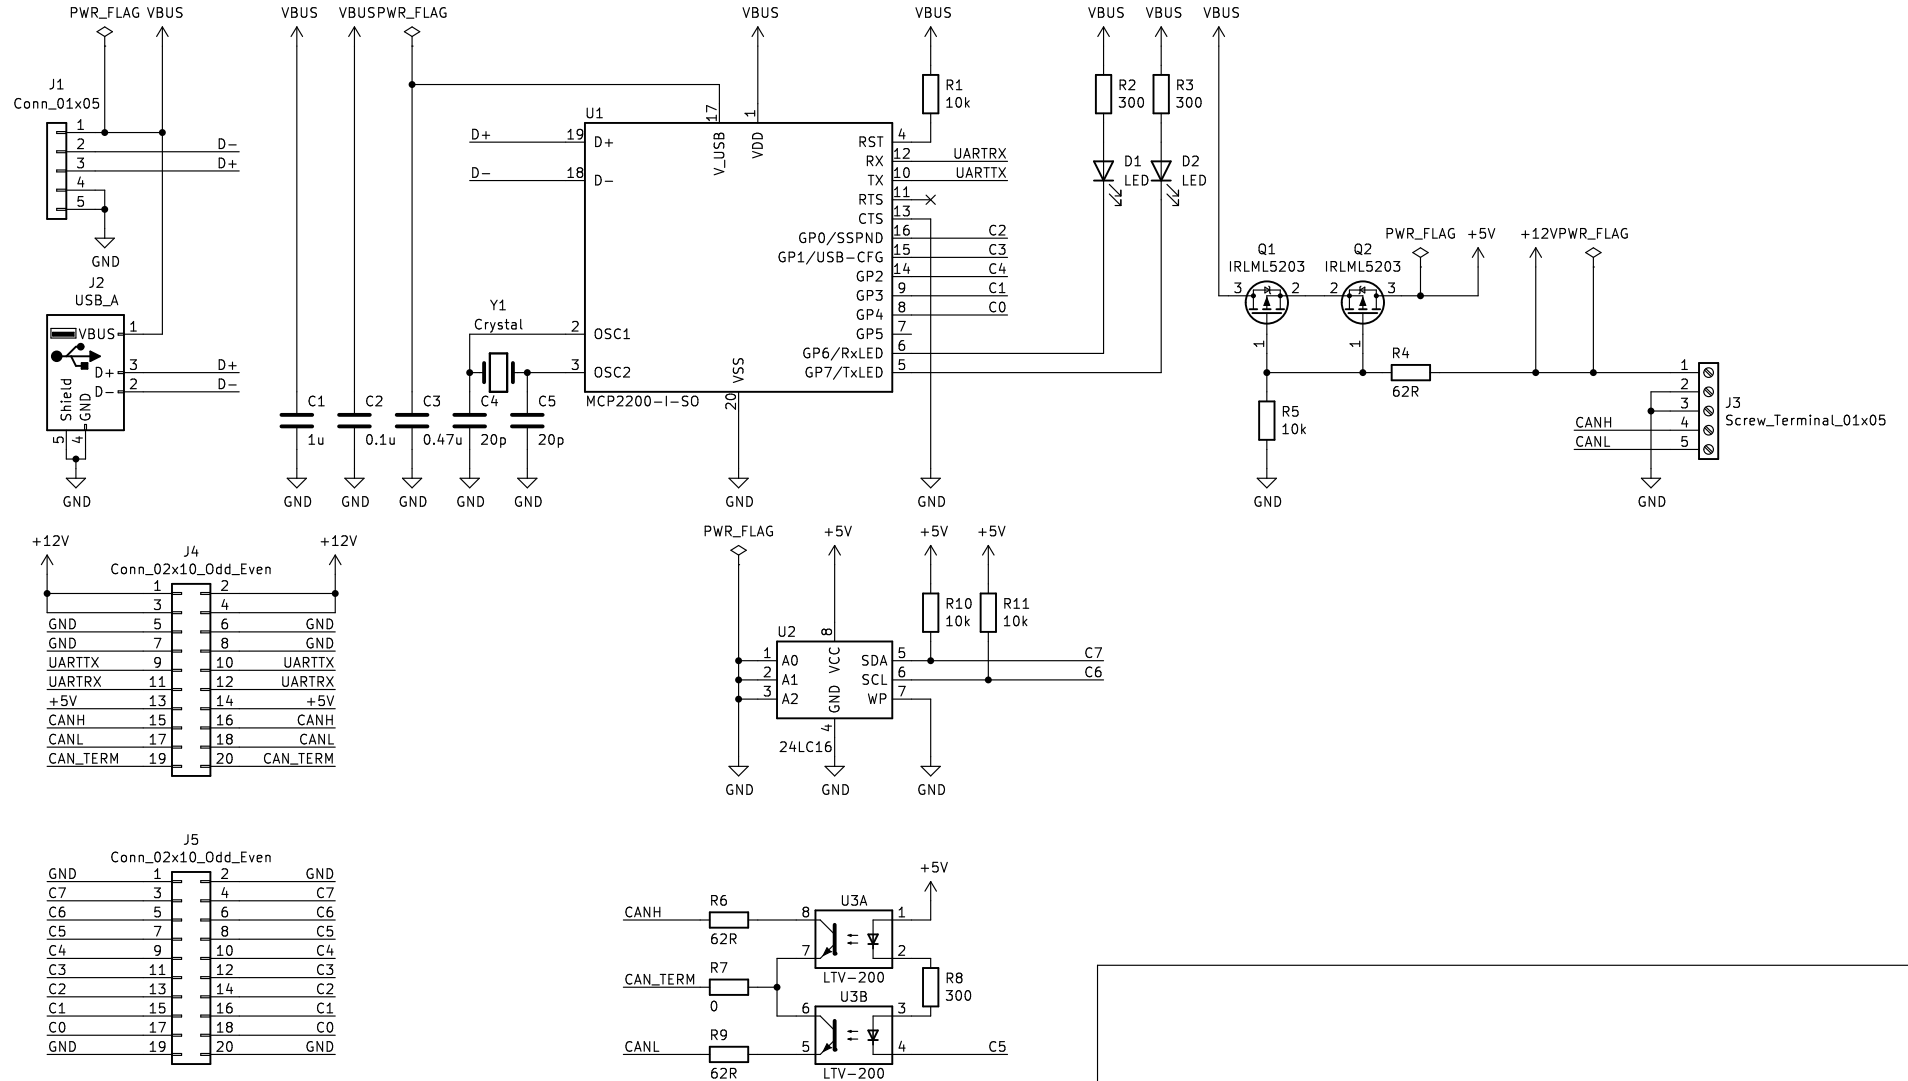 PWR_FLAG VBUS VBUS VBUS PWR_FLAG VBUS VBUS VBUS VBUS VBUS
J1
Conn_01x05
1
2 D-
3 D+
4
5
GND
J2
USB_A
VBUS 1
D+ 3 D+
D- 2 D-
Shield
GND
5
4
GND
C1
1u
GND
C2
0.1u
GND
C3
0.47u
GND
C4
20p
GND
C5
20p
GND
Y1
Crystal
U1
17
1
V_USB
VDD
D+ 19 D+
D- 18 D-
2 OSC1
3 OSC2
VSS
20
MCP2200-I-SO
GND
RST 4
RX 12 UARTRX
TX 10 UARTTX
RTS 11
CTS 13
GP0/SSPND 16 C2
GP1/USB-CFG 15 C3
GP2 14 C4
GP3 9 C1
GP4 8 C0
GP5 7
GP6/RxLED 6
GP7/TxLED 5
GND
R1
10k
R2
300
R3
300
D1
LED
D2
LED
Q1
IRLML5203
3 2
1
Q2
IRLML5203
2 3
1
PWR_FLAG +5V +12V PWR_FLAG
R4
62R
R5
10k
GND
1
2
3
CANH 4
CANL 5
J3
Screw_Terminal_01x05
GND
+12V +12V
J4
Conn_02x10_Odd_Even
1 2
3 4
GND 5 6 GND
GND 7 8 GND
UARTTX 9 10 UARTTX
UARTRX 11 12 UARTRX
+5V 13 14 +5V
CANH 15 16 CANH
CANL 17 18 CANL
CAN_TERM 19 20 CAN_TERM
PWR_FLAG +5V +5V +5V
R10
10k
R11
10k
U2
8
VCC
1 A0 SDA 5 C7
2 A1 SCL 6 C6
3 A2 WP 7
GND
4
24LC16
GND GND GND
J5
Conn_02x10_Odd_Even
GND 1 2 GND
C7 3 4 C7
C6 5 6 C6
C5 7 8 C5
C4 9 10 C4
C3 11 12 C3
C2 13 14 C2
C1 15 16 C1
C0 17 18 C0
GND 19 20 GND
+5V
CANH R6 8 U3A 1
62R 7 2
LTV-200
CAN_TERM R7
0
R8
300
U3B
6 3
CANL R9 5 4 C5
62R
LTV-200